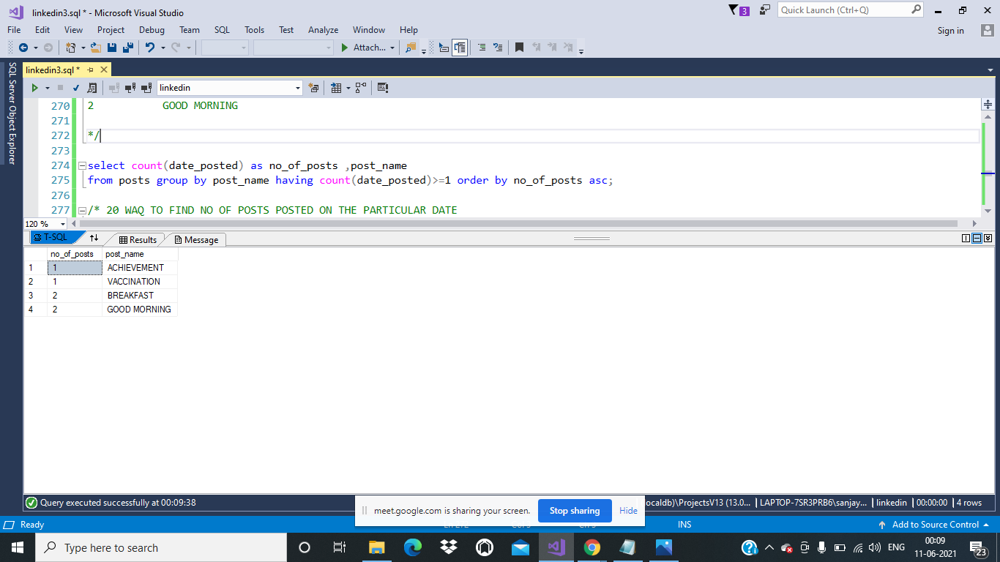 linkedin3.sql * - Microsoft Visual Studio
3
Quick Launch (Ctrl+Q)
File Edit View Project Debug Team SQL Tools Test Analyze Window Help
Sign in
Attach...
SQL Server Object Explorer
linkedin3.sql *
linkedin
270 2 GOOD MORNING
271
272 */
273
274 select count(date_posted) as no_of_posts ,post_name
275 from posts group by post_name having count(date_posted)>=1 order by no_of_posts asc;
276
277 /* 20 WAQ TO FIND NO OF POSTS POSTED ON THE PARTICULAR DATE
120 %
T-SQL Results Message
no_of_posts post_name
1 1 ACHIEVEMENT
2 1 VACCINATION
3 2 BREAKFAST
4 2 GOOD MORNING
Query executed successfully at 00:09:38
meet.google.com is sharing your screen. Stop sharing Hide
ocaldb)\ProjectsV13 (13.0... LAPTOP-7SR3PRB6\sanjay... linkedin 00:00:00 4 rows
Ready INS Add to Source Control
Type here to search
ENG
00:09
11-06-2021
23